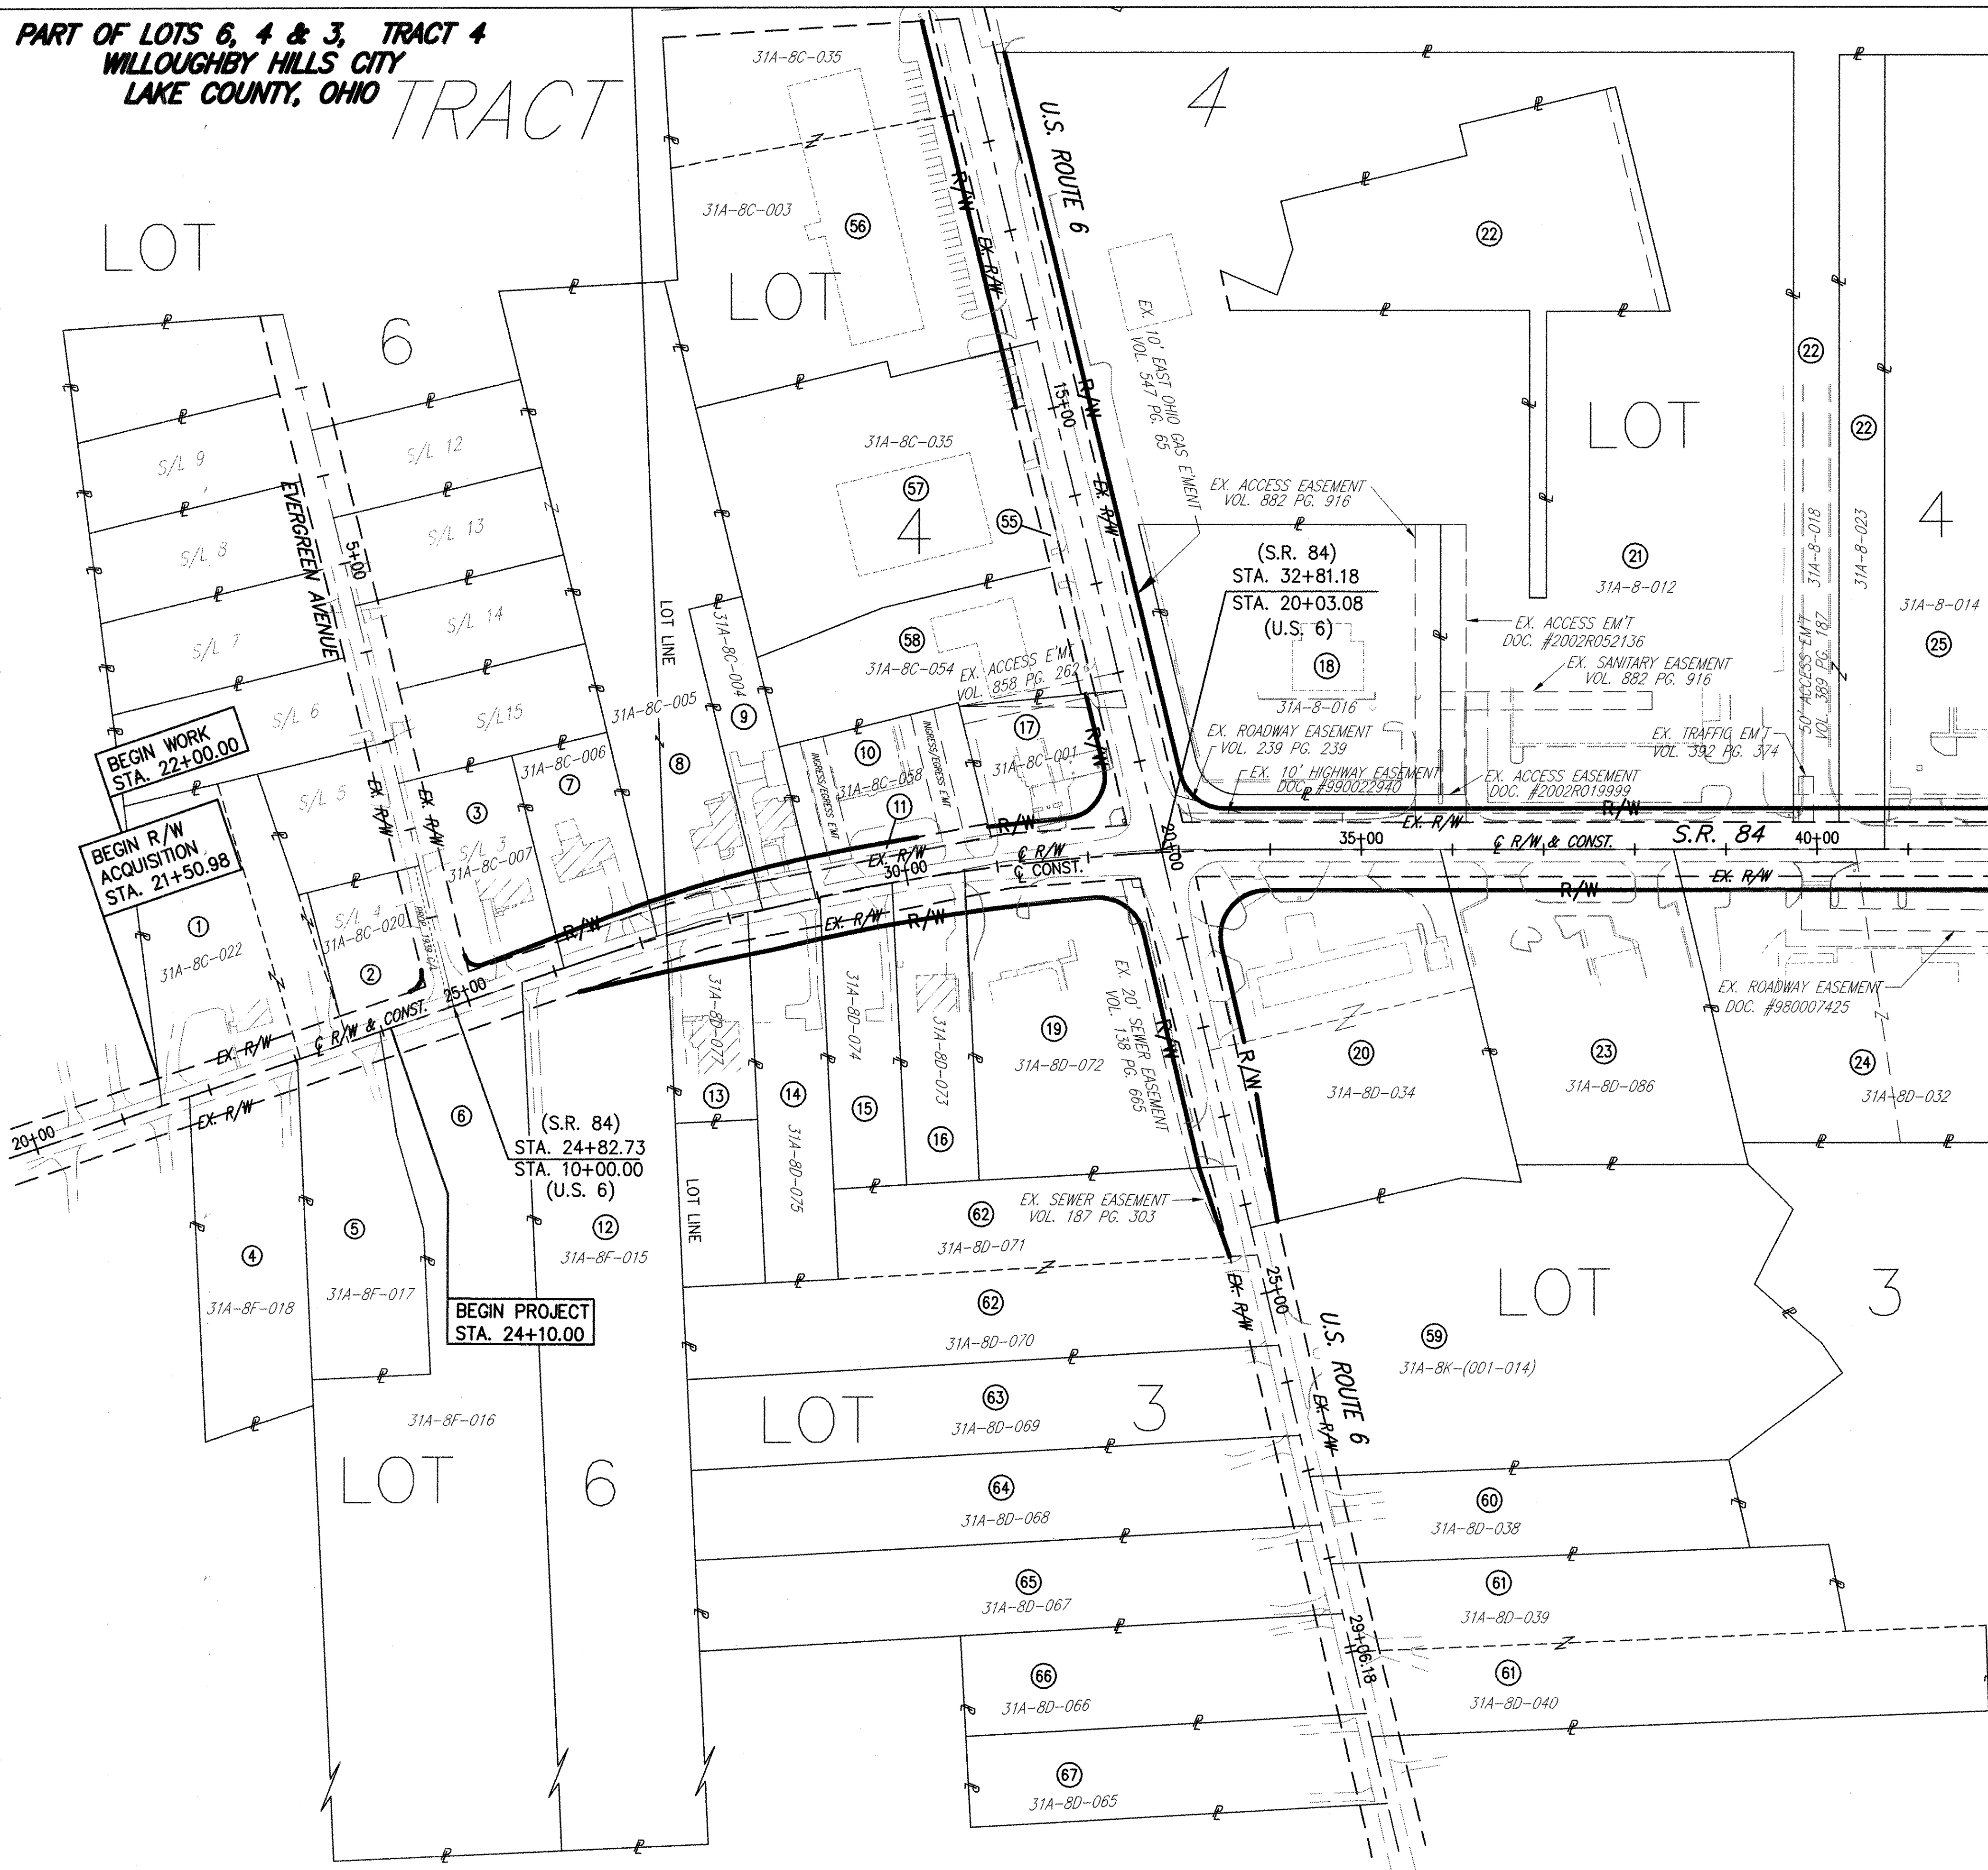 PART OF LOTS 6, 4 & 3, TRACT 4
WILLOUGHBY HILLS CITY
LAKE COUNTY, OHIO
TRACT
4
LOT
6
LOT
4
LOT
4
LOT
6
LOT
3
LOT
3
31A-8C-035
31A-8C-003
56
U.S. ROUTE 6
R/W
EX. R/W
22
22
22
EX. 10' EAST OHIO GAS E'MENT
VOL. 547 PG. 65
15+00
R/W
EX. R/W
31A-8C-035
57
55
S/L 9
S/L 8
S/L 7
S/L 6
S/L 5
S/L 4
S/L 12
S/L 13
S/L 14
S/L15
S/L 3
EVERGREEN AVENUE
5+00
EX. R/W
EX. R/W
EX. ACCESS EASEMENT
VOL. 882 PG. 916
(S.R. 84)
STA. 32+81.18
STA. 20+03.08
(U.S. 6)
18
31A-8-016
21
31A-8-012
EX. ACCESS EM'T
DOC. #2002R052136
EX. SANITARY EASEMENT
VOL. 882 PG. 916
50' ACCESS EM'T
VOL. 389 PG. 187
31A-8-018
31A-8-023
31A-8-014
25
EX. TRAFFIC EM'T
VOL. 392 PG. 374
EX. ROADWAY EASEMENT
VOL. 239 PG. 239
EX. 10' HIGHWAY EASEMENT
DOC. #990022940
EX. ACCESS EASEMENT
DOC. #2002R019999
58
31A-8C-054
EX. ACCESS E'MT
VOL. 858 PG. 262
17
31A-8C-001
R/W
LOT LINE
31A-8C-004
9
31A-8C-005
8
10
31A-8C-058
11
INGRESS/EGRESS EMT
INGRESS/EGRESS EMT
31A-8C-006
7
3
31A-8C-007
BEGIN WORK
STA. 22+00.00
BEGIN R/W
ACQUISITION
STA. 21+50.98
1
31A-8C-022
31A-8C-020
2
R/W
EX. R/W
30+00
R/W
℄ R/W
℄ CONST.
20+00
EX. R/W
35+00
℄ R/W & CONST.
R/W
S.R. 84
40+00
R/W
EX. R/W
EX. R/W
R/W
25+00
℄ R/W & CONST.
EX. R/W
EX. R/W
20+00
6
(S.R. 84)
STA. 24+82.73
STA. 10+00.00
(U.S. 6)
12
31A-8F-015
BEGIN PROJECT
STA. 24+10.00
4
31A-8F-018
5
31A-8F-017
31A-8F-016
31A-8D-077
13
LOT LINE
14
31A-8D-075
31A-8D-074
15
31A-8D-073
16
19
31A-8D-072
EX. 20' SEWER EASEMENT
VOL. 138 PG. 665
R/W
R/W
20
31A-8D-034
23
31A-8D-086
EX. ROADWAY EASEMENT
DOC. #980007425
24
31A-8D-032
EX. SEWER EASEMENT
VOL. 187 PG. 303
62
31A-8D-071
62
31A-8D-070
EX. R/W
25+00
U.S. ROUTE 6
EX. R/W
59
31A-8K-(001-014)
63
31A-8D-069
64
31A-8D-068
60
31A-8D-038
65
31A-8D-067
61
31A-8D-039
29+06.18
66
31A-8D-066
61
31A-8D-040
67
31A-8D-065